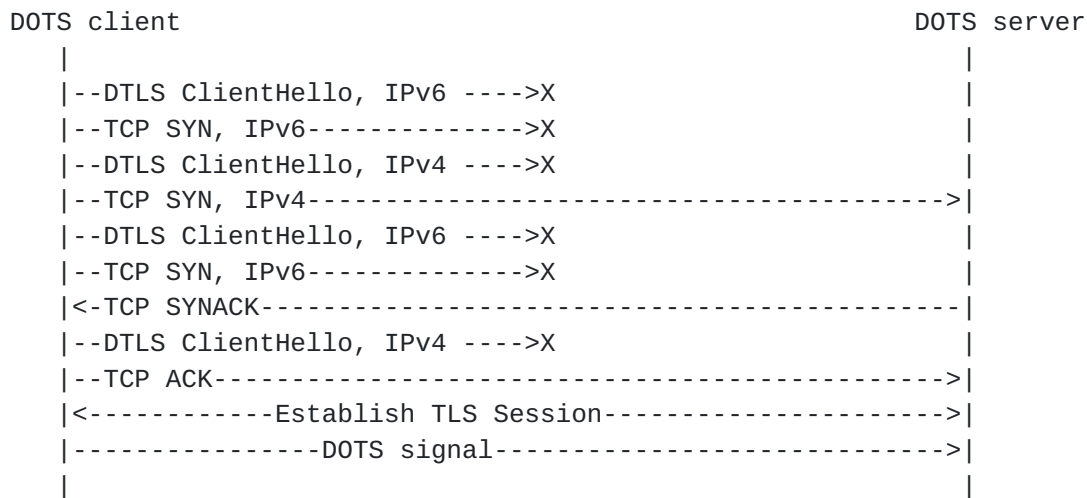 DOTS client                                               DOTS server
   |                                                         |
   |--DTLS ClientHello, IPv6 ---->X                          |
   |--TCP SYN, IPv6-------------->X                          |
   |--DTLS ClientHello, IPv4 ---->X                          |
   |--TCP SYN, IPv4----------------------------------------->|
   |--DTLS ClientHello, IPv6 ---->X                          |
   |--TCP SYN, IPv6-------------->X                          |
   |<-TCP SYNACK---------------------------------------------|
   |--DTLS ClientHello, IPv4 ---->X                          |
   |--TCP ACK----------------------------------------------->|
   |<------------Establish TLS Session---------------------->|
   |----------------DOTS signal----------------------------->|
   |                                                         |